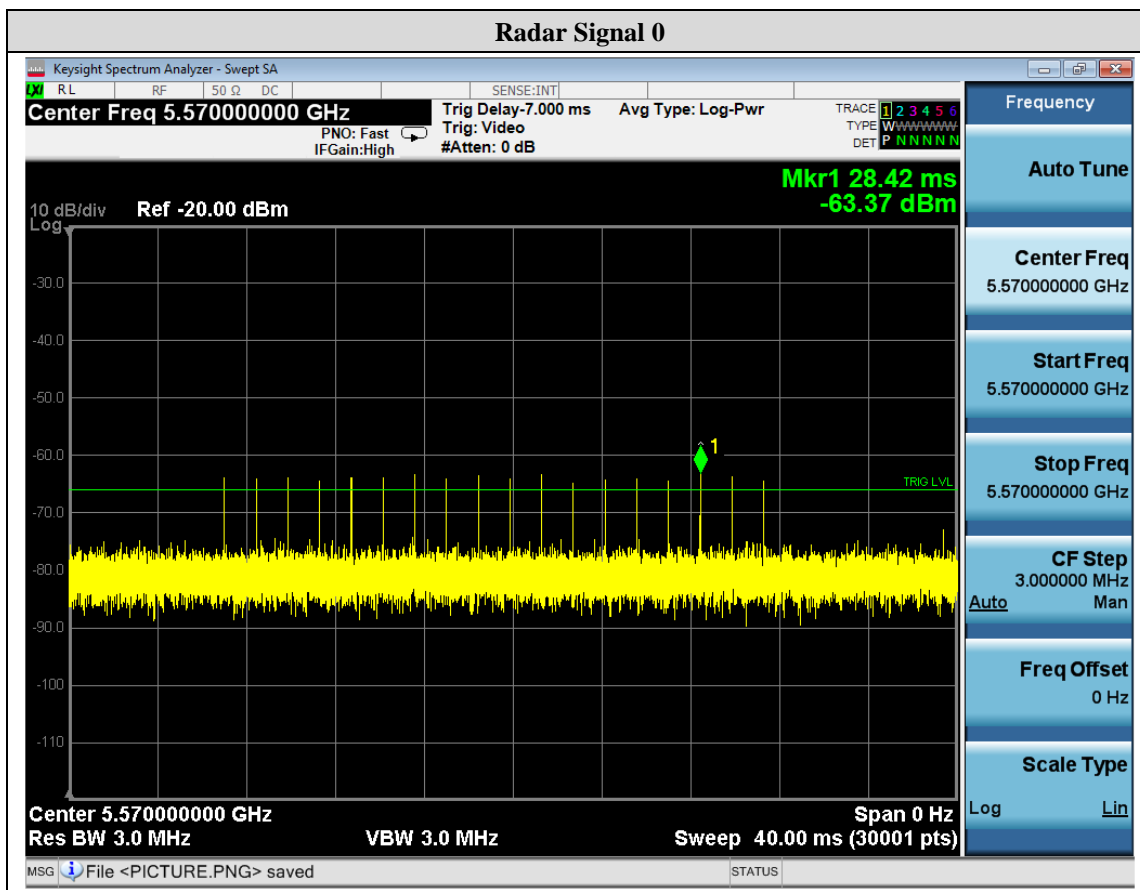 Radar Signal 0
Keysight Spectrum Analyzer - Swept SA
LXI RL RF 50 Ω DC SENSE:INT
Center Freq 5.570000000 GHz
PNO: Fast
IFGain:High
Trig Delay-7.000 ms
Trig: Video
#Atten: 0 dB
Avg Type: Log-Pwr
TRACE 1 2 3 4 5 6
TYPE WWWWWW
DET P N N N N N
Mkr1 28.42 ms
-63.37 dBm
10 dB/div Ref -20.00 dBm
Log
-30.0
-40.0
-50.0
-60.0
1
TRIG LVL
-70.0
-80.0
-90.0
-100
-110
Center 5.570000000 GHz Span 0 Hz
Res BW 3.0 MHz VBW 3.0 MHz Sweep 40.00 ms (30001 pts)
MSG File <PICTURE.PNG> saved STATUS
Frequency
Auto Tune
Center Freq
5.570000000 GHz
Start Freq
5.570000000 GHz
Stop Freq
5.570000000 GHz
CF Step
3.000000 MHz
Auto Man
Freq Offset
0 Hz
Scale Type
Log Lin